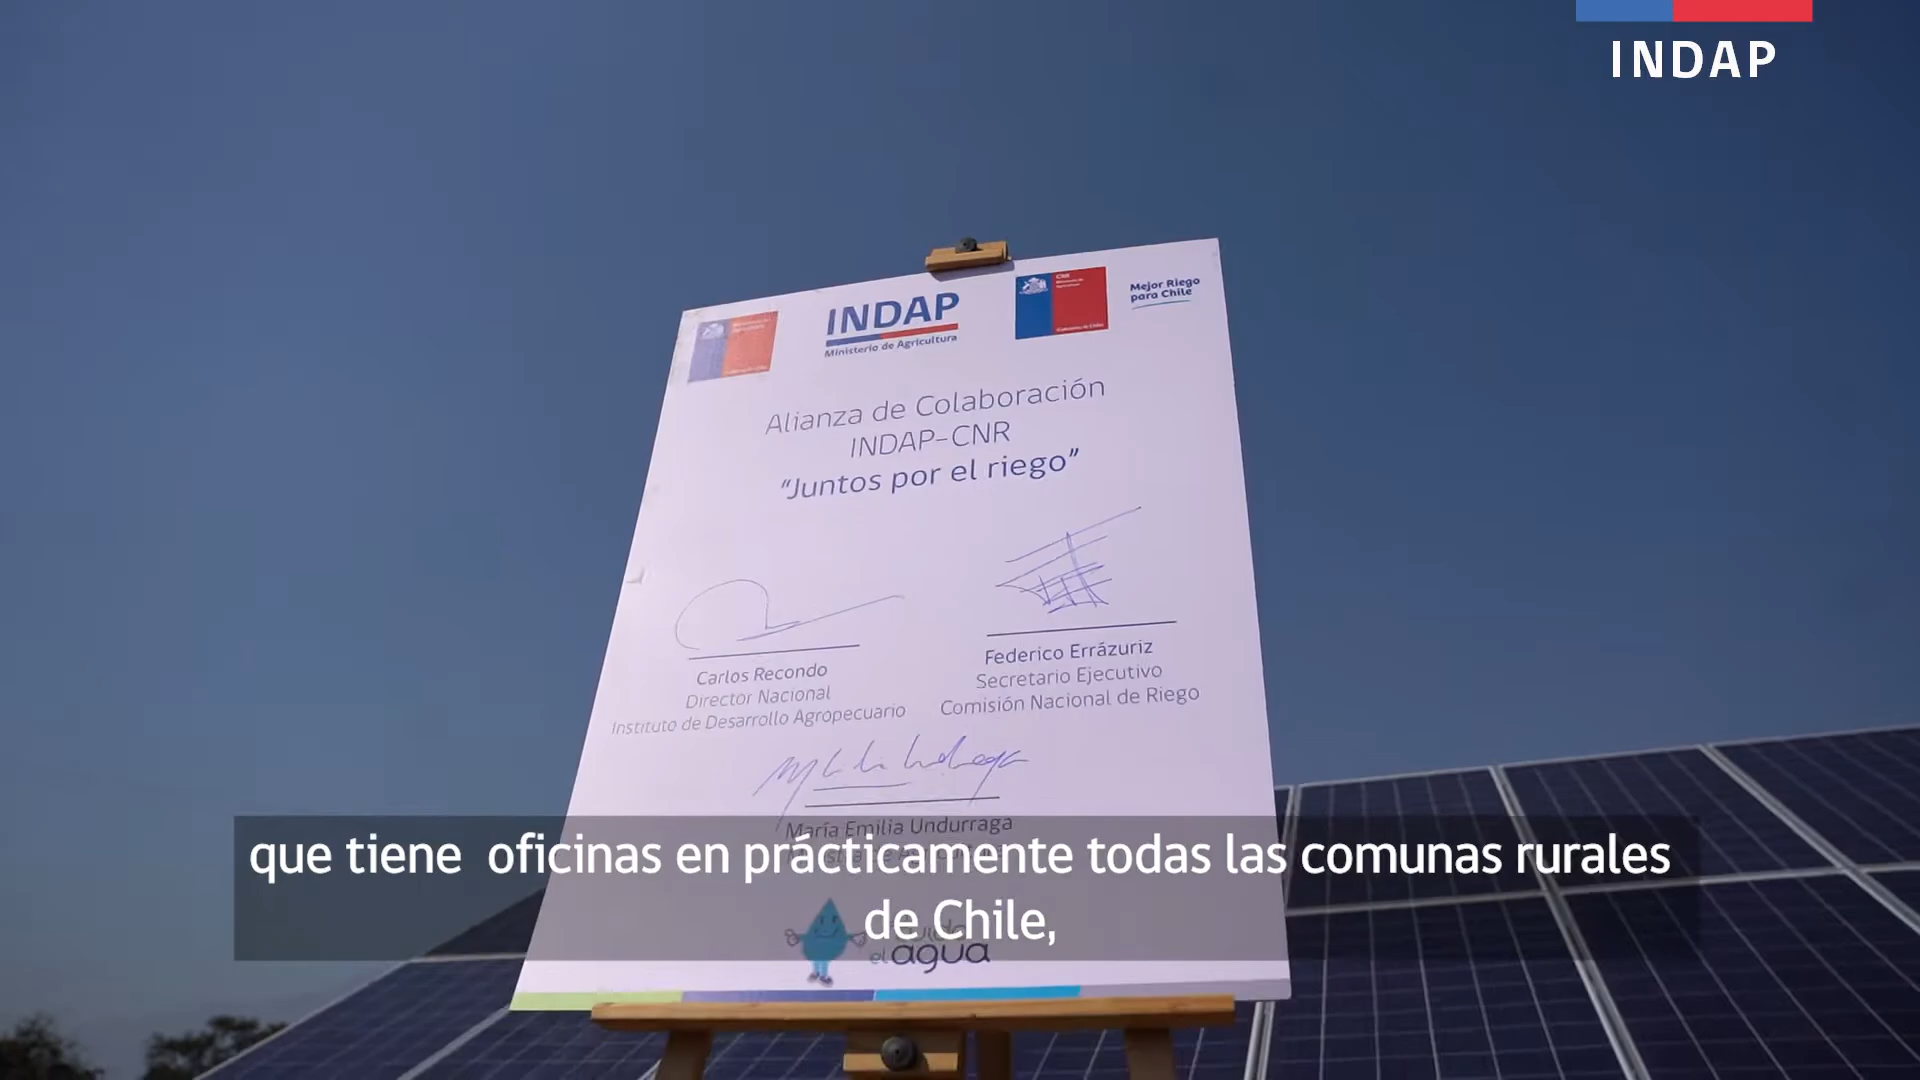 INDAP
INDAP
Ministerio de Agricultura
CNR
Mejor Riego
para Chile
Alianza de Colaboración
INDAP-CNR
"Juntos por el riego"
Carlos Recondo
Director Nacional
Instituto de Desarrollo Agropecuario
Federico Errázuriz
Secretario Ejecutivo
Comisión Nacional de Riego
María Emilia Undurraga
que tiene oficinas en prácticamente todas las comunas rurales
de Chile,
el agua